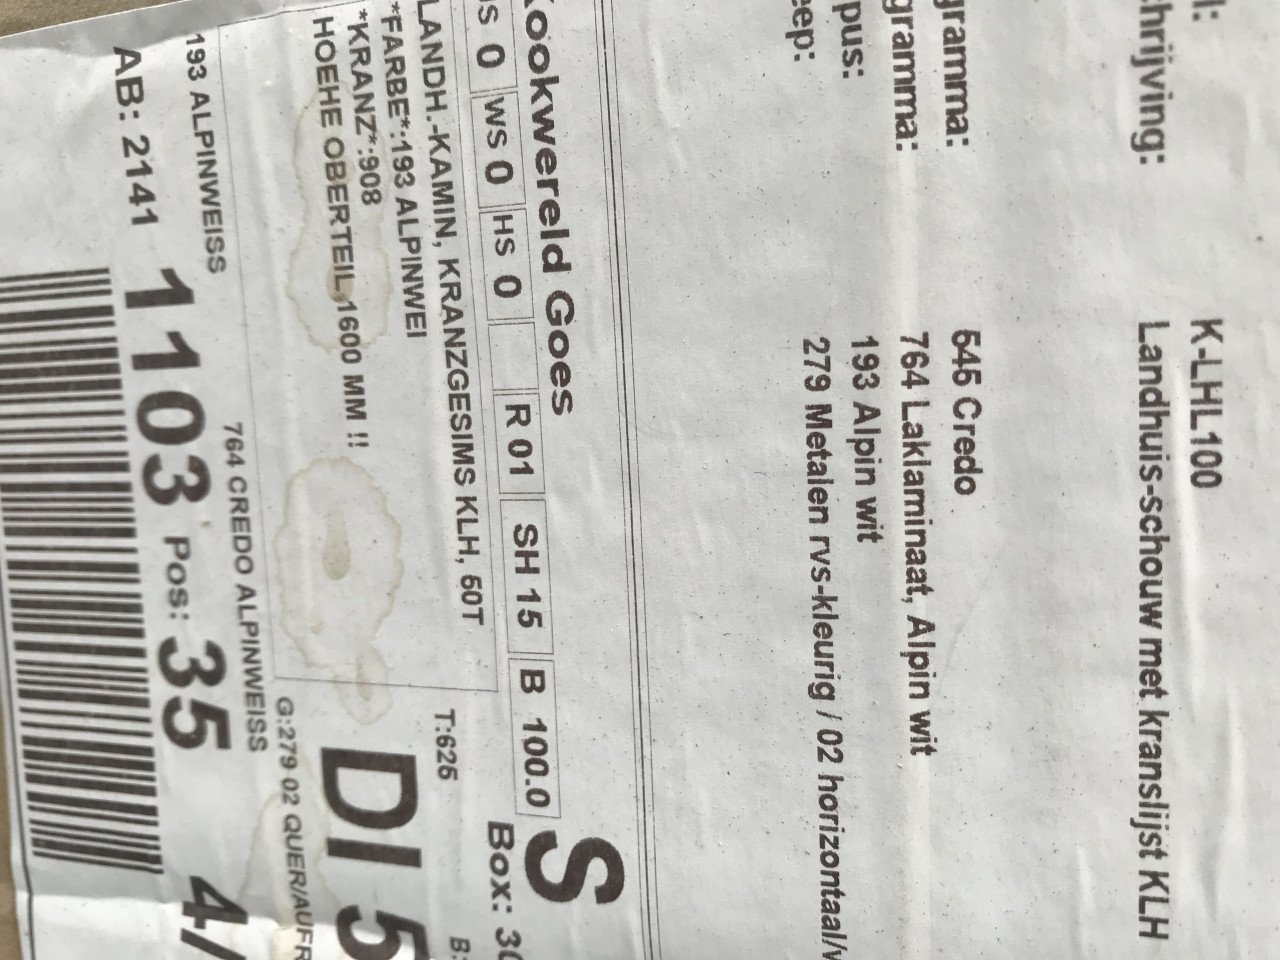 K-LHL100
Landhuis-schouw met kranslijst KLH
545 Credo
764 Laklaminaat, Alpin wit
193 Alpin wit
279 Metalen rvs-kleurig / 02 horizontaal/
Kookwereld Goes
S
0 WS 0 HS 0 R 01 SH 15 B 100.0
Box:
LANDH.-KAMIN, KRANZGESIMS KLH, 50T
T:625
*FARBE*:193 ALPINWEI
*KRANZ*:908
HOEHE OBERTEIL 1600 MM !!
DI 5
G:279 02 QUER/AUFR
193 ALPINWEISS
764 CREDO ALPINWEISS
AB: 2141 1103 Pos: 35 4/